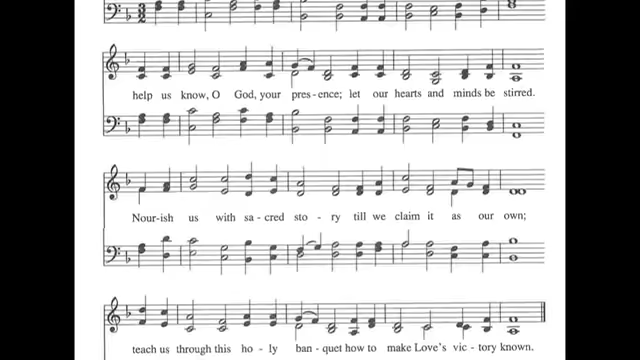 help us know, O God, your pres - ence; let our hearts and minds be stirred.
Nour-ish us with sa - cred sto - ry till we claim it as our own;
teach us through this ho - ly ban - quet how to make Love's vic - tory known.